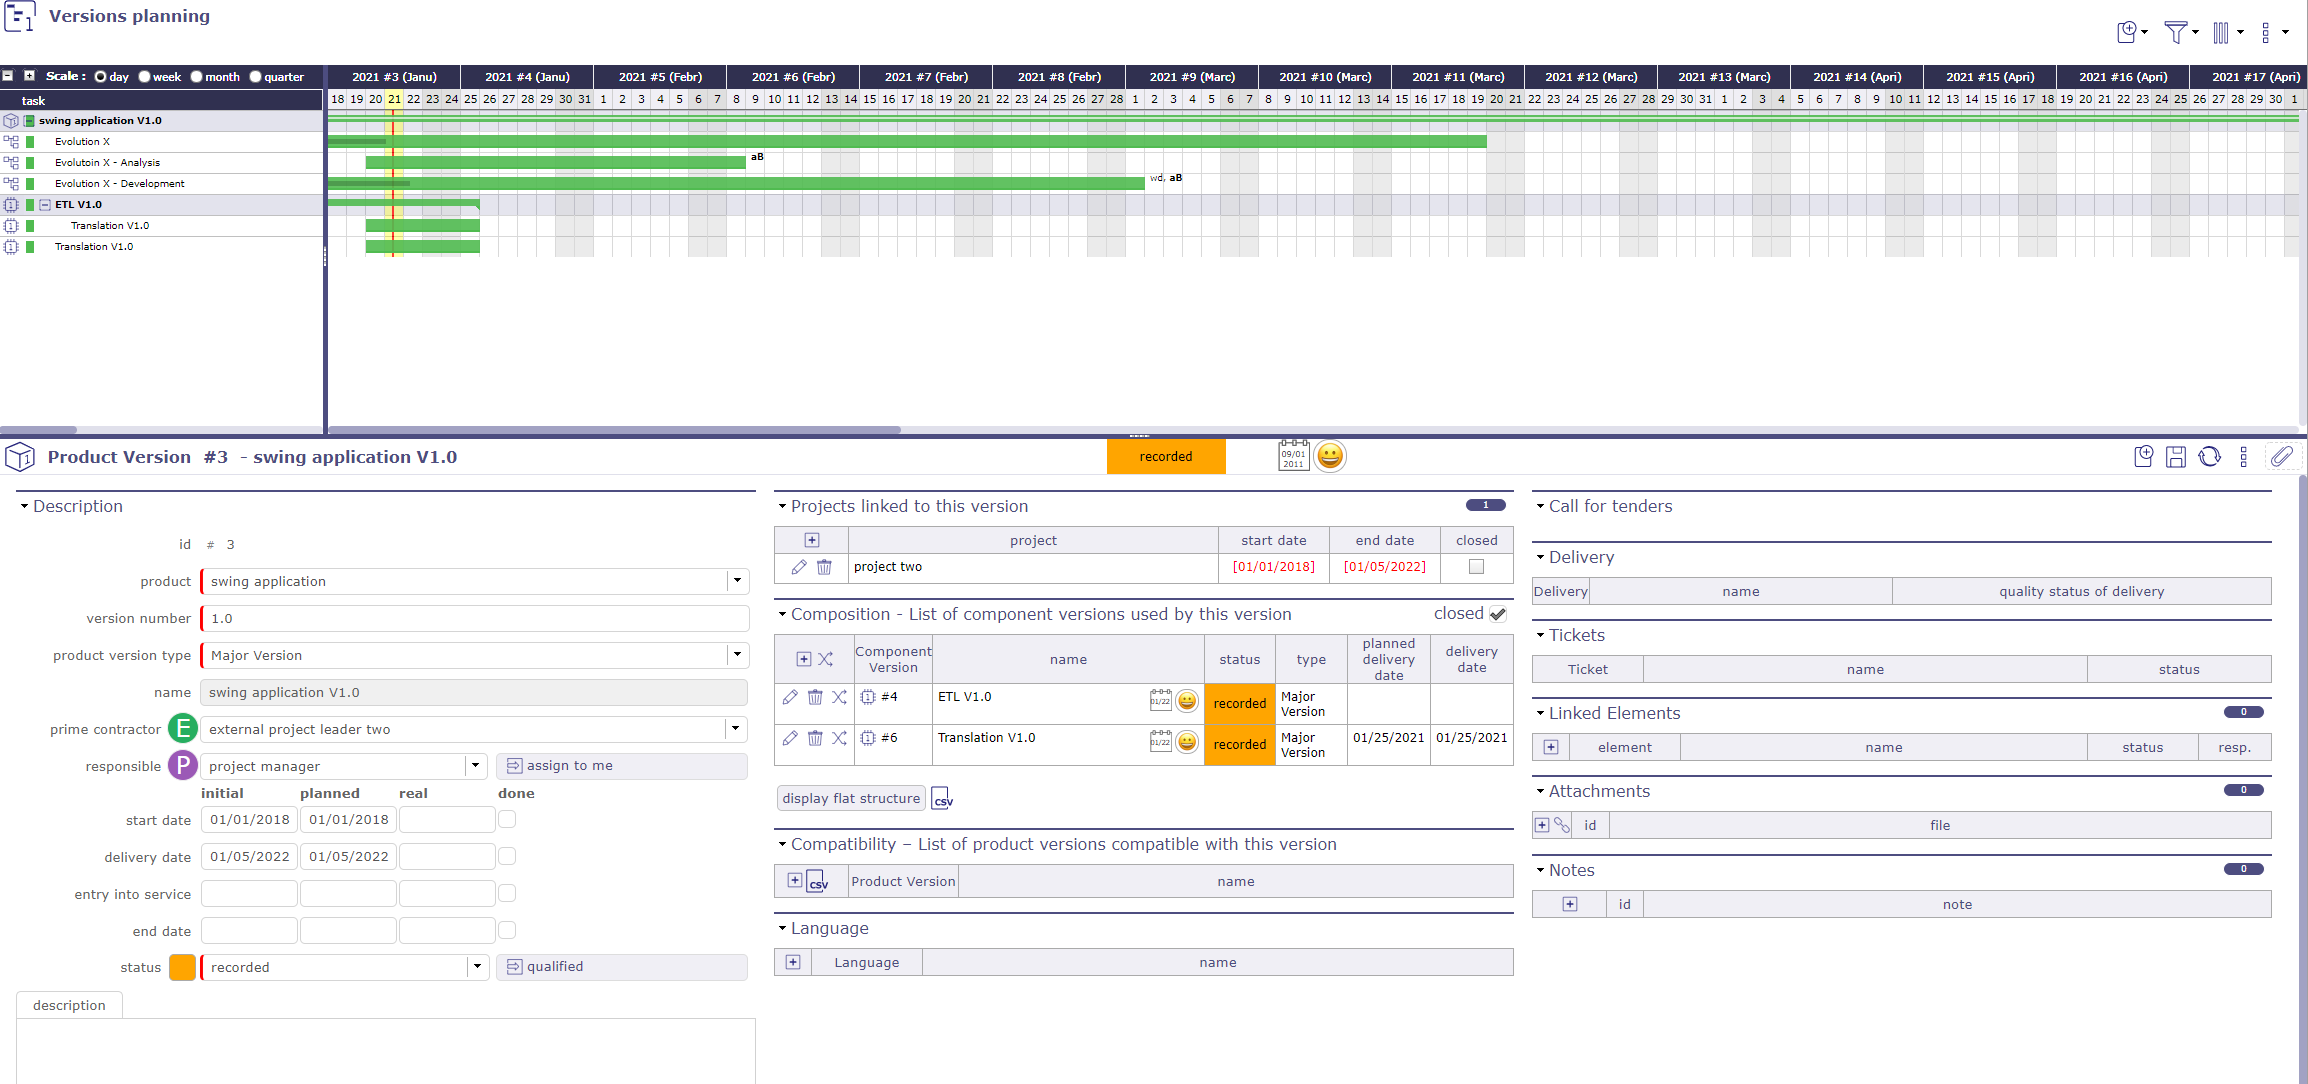 Versions planning
Scale : day week month quarter
2021 #3 (Janu) 2021 #4 (Janu) 2021 #5 (Febr) 2021 #6 (Febr) 2021 #7 (Febr) 2021 #8 (Febr) 2021 #9 (Marc) 2021 #10 (Marc) 2021 #11 (Marc) 2021 #12 (Marc) 2021 #13 (Marc) 2021 #14 (Apri) 2021 #15 (Apri) 2021 #16 (Apri) 2021 #17 (Apri)
task
18 19 20 21 22 23 24 25 26 27 28 29 30 31 1 2 3 4 5 6 7 8 9 10 11 12 13 14 15 16 17 18 19 20 21 22 23 24 25 26 27 28 1 2 3 4 5 6 7 8 9 10 11 12 13 14 15 16 17 18 19 20 21 22 23 24 25 26 27 28 29 30 31 1 2 3 4 5 6 7 8 9 10 11 12 13 14 15 16 17 18 19 20 21 22 23 24 25 26 27 28 29 30 1
swing application V1.0
Evolution X
Evolutoin X - Analysis aB
Evolution X - Development wd, aB
ETL V1.0
Translation V1.0
Translation V1.0
Product Version #3 - swing application V1.0
recorded
09/01
2011
Description
id # 3
product swing application
version number 1.0
product version type Major Version
name swing application V1.0
prime contractor E external project leader two
responsible P project manager assign to me
initial planned real done
start date 01/01/2018 01/01/2018
delivery date 01/05/2022 01/05/2022
entry into service
end date
status recorded qualified
description
Projects linked to this version 1
project start date end date closed
project two [01/01/2018] [01/05/2022]
Composition - List of component versions used by this version closed
Component Version name status type planned delivery date delivery date
#4 ETL V1.0 01/22 recorded Major Version
#6 Translation V1.0 01/22 recorded Major Version 01/25/2021 01/25/2021
display flat structure CSV
Compatibility – List of product versions compatible with this version
CSV Product Version name
Language
Language name
Call for tenders
Delivery
Delivery name quality status of delivery
Tickets
Ticket name status
Linked Elements 0
element name status resp.
Attachments 0
id file
Notes 0
id note